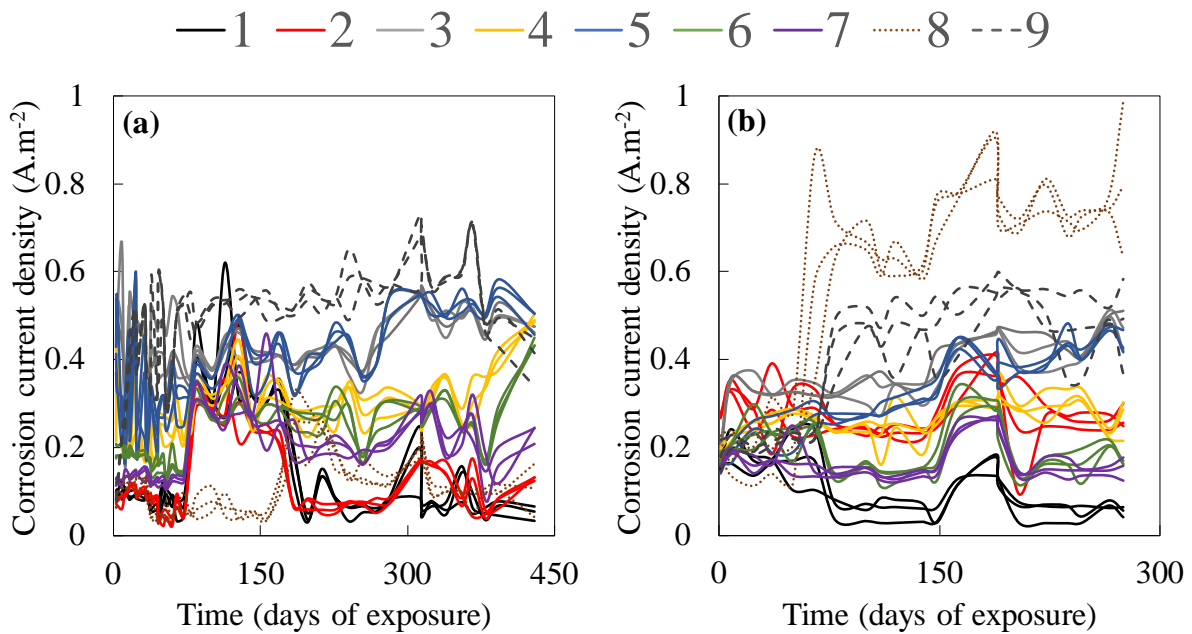 1 2 3 4 5 6 7 8 9
(a)
Corrosion current density (A.m⁻²)
1
0.8
0.6
0.4
0.2
0
0 150 300 450
Time (days of exposure)
(b)
Corrosion current density (A.m⁻²)
1
0.8
0.6
0.4
0.2
0
0 150 300
Time (days of exposure)